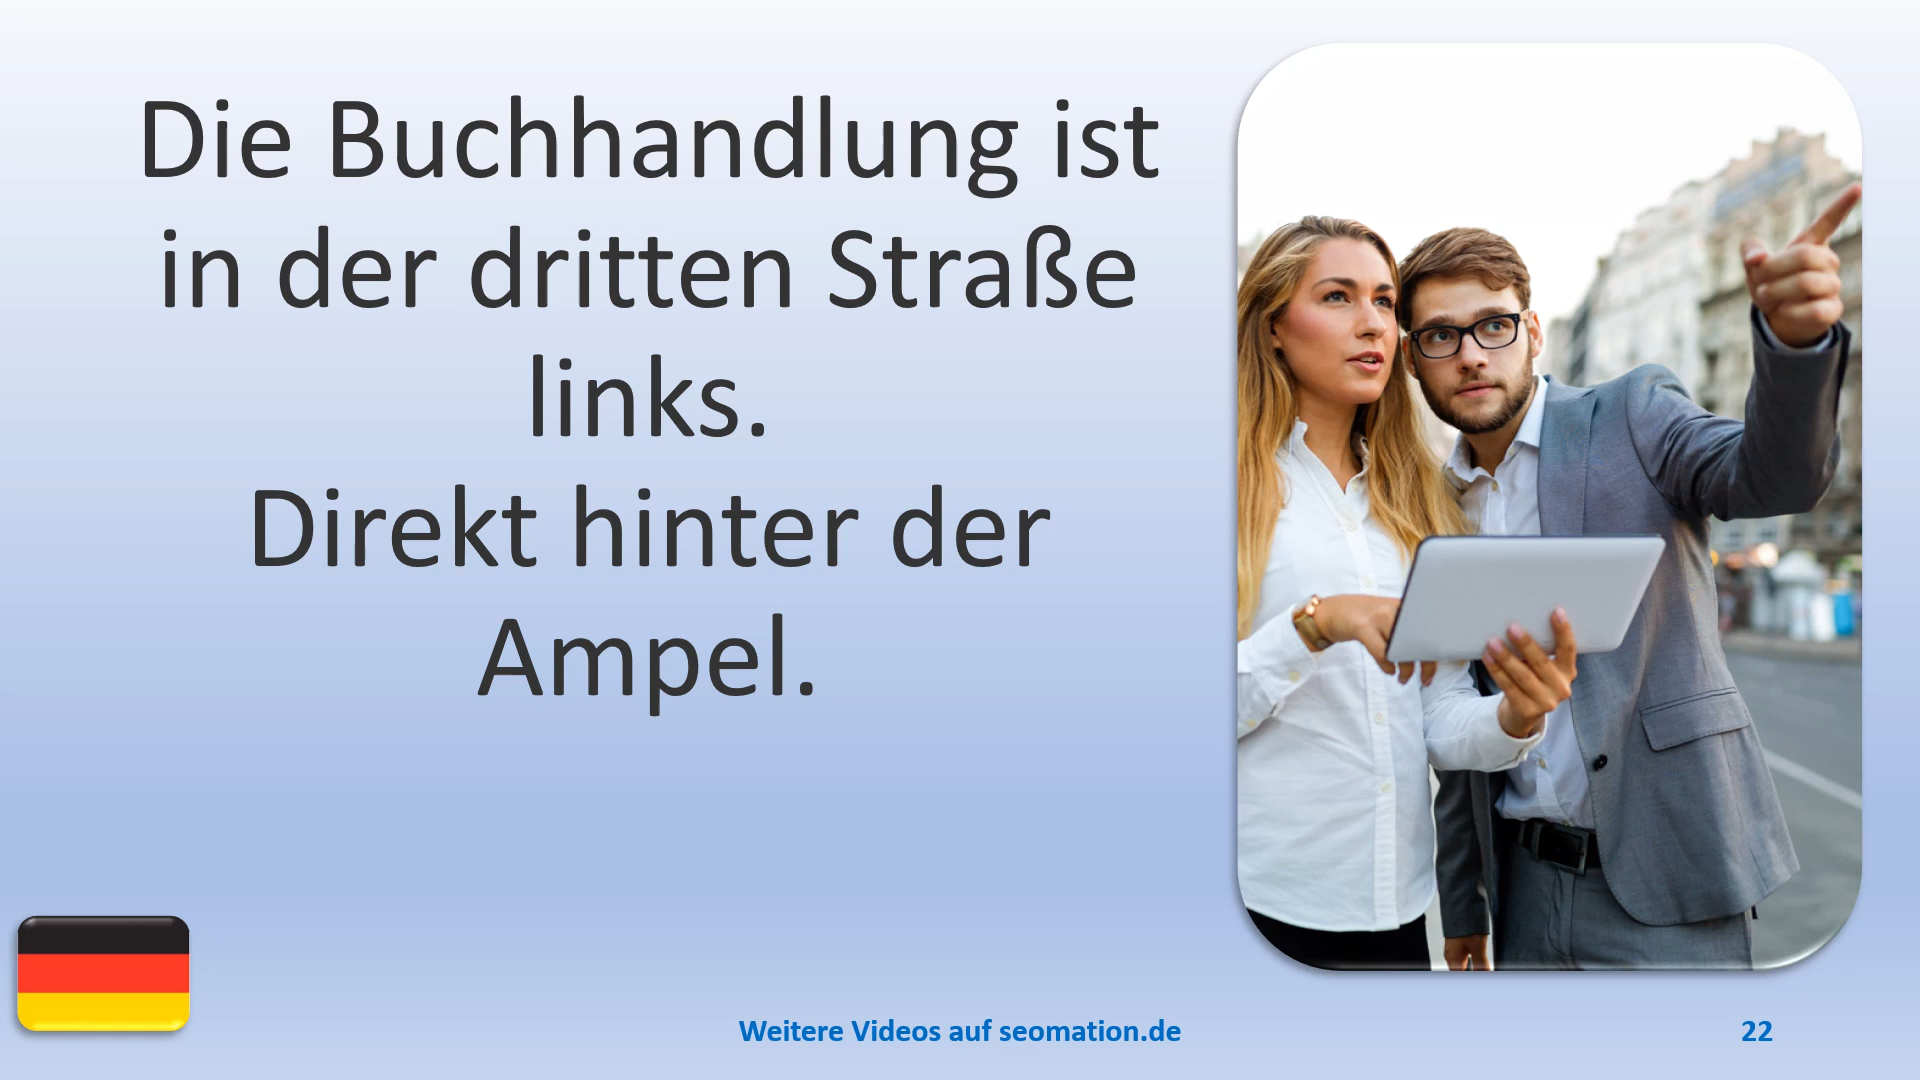 Die Buchhandlung ist
in der dritten Straße
links.
Direkt hinter der
Ampel.
Weitere Videos auf seomation.de
22